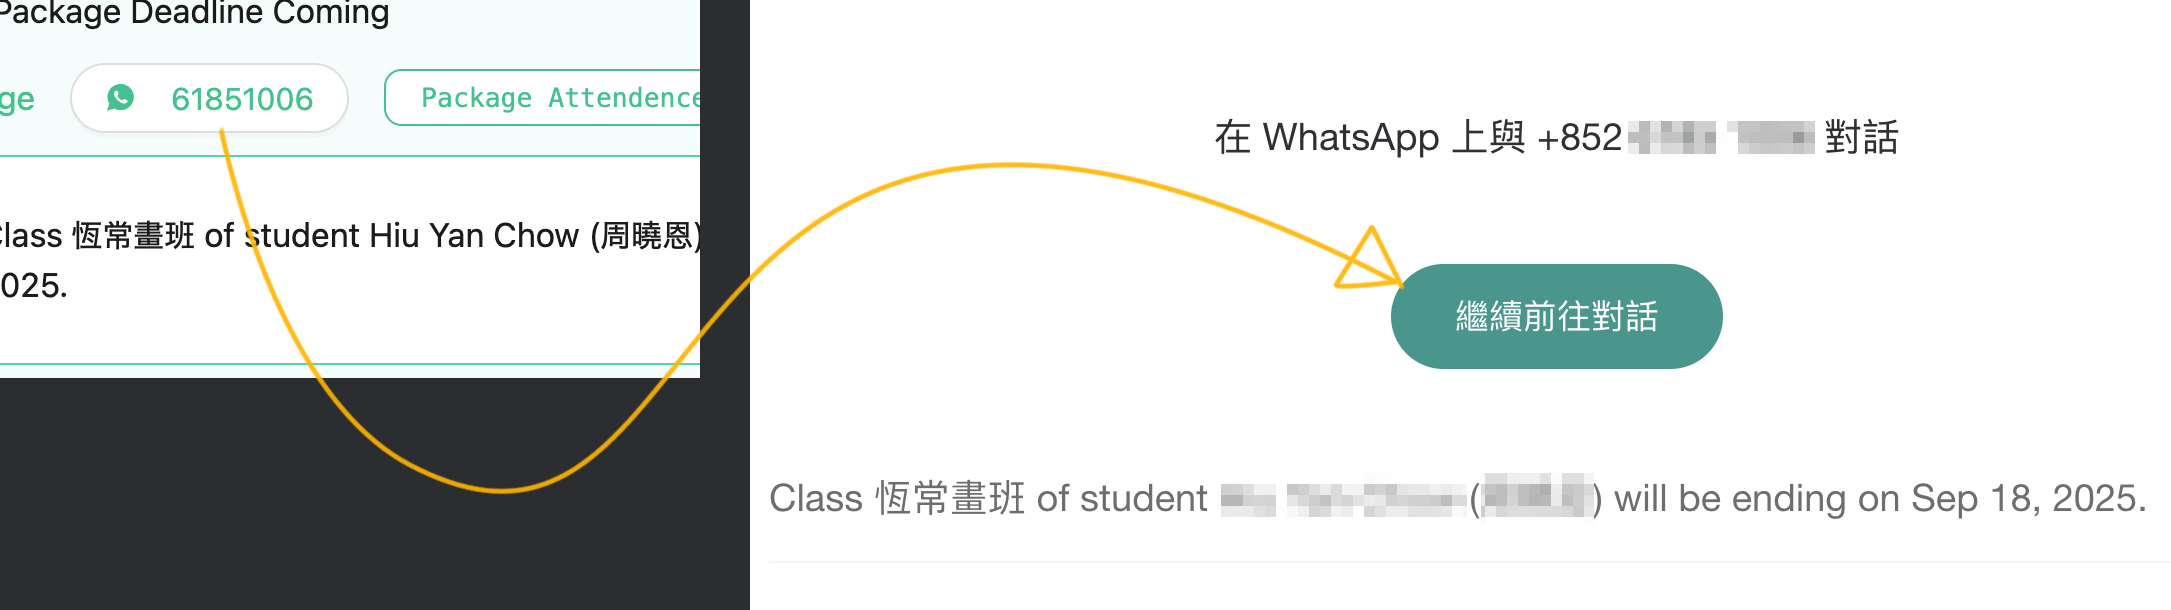 Package Deadline Coming
ge 61851006 Package Attendence
Class 恆常畫班 of student Hiu Yan Chow (周曉恩)
025.
在 WhatsApp 上與 +852 對話
繼續前往對話
Class 恆常畫班 of student () will be ending on Sep 18, 2025.